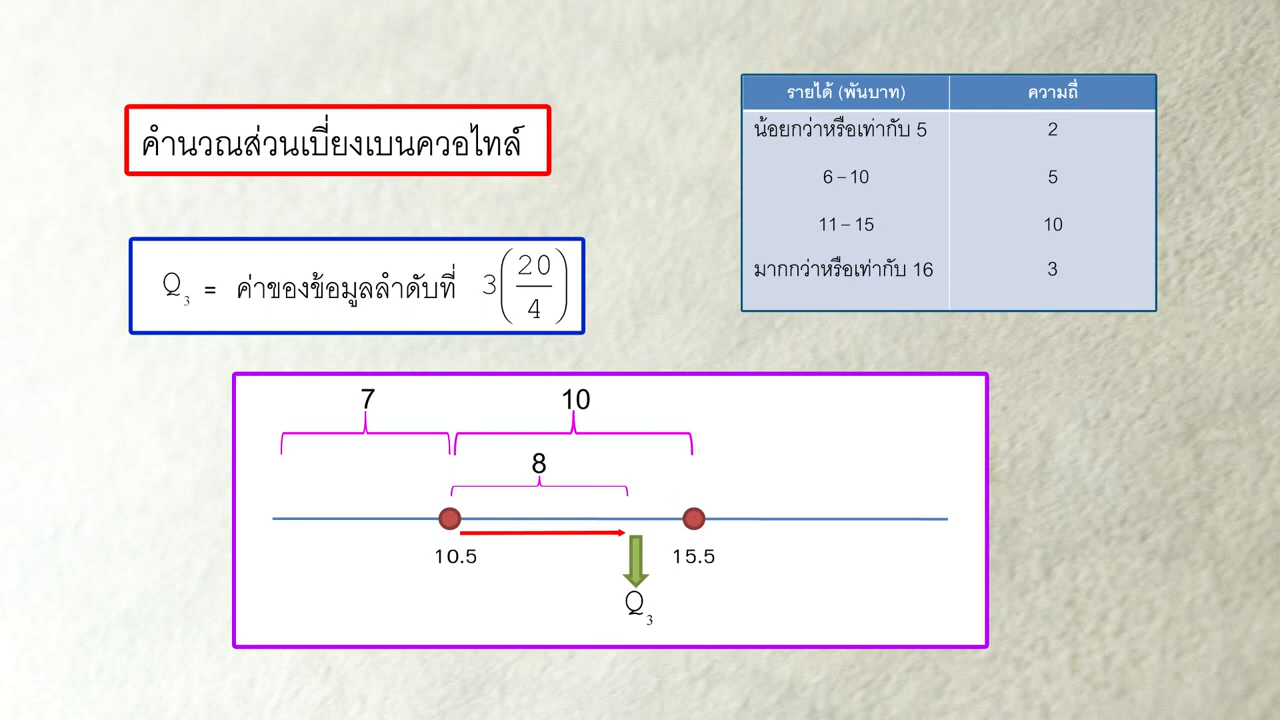 คำนวณส่วนเบี่ยงเบนควอไทล์
รายได้ (พันบาท) ความถี่
น้อยกว่าหรือเท่ากับ 5 2
6 – 10 5
11 – 15 10
มากกว่าหรือเท่ากับ 16 3
Q₃ = ค่าของข้อมูลลำดับที่ 3(20/4)
7 10
8
10.5 15.5
Q₃